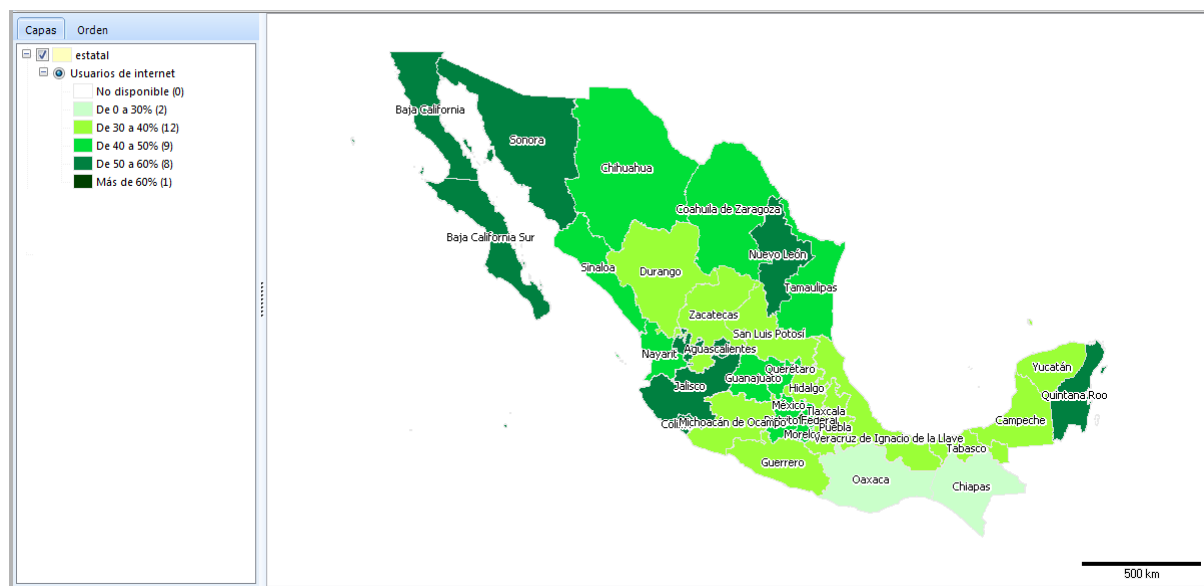 Capas Orden
estatal
Usuarios de internet
No disponible (0)
De 0 a 30% (2)
De 30 a 40% (12)
De 40 a 50% (9)
De 50 a 60% (8)
Más de 60% (1)
Baja California
Sonora
Chihuahua
Coahuila de Zaragoza
Baja California Sur
Nuevo León
Sinaloa
Durango
Tamaulipas
Zacatecas
San Luis Potosí
Nayarit
Aguascalientes
Querétaro
Yucatán
Guanajuato
Jalisco
Hidalgo
Quintana Roo
México
Tlaxcala
Campeche
Michoacán de Ocampo
Puebla
Morelos
Veracruz de Ignacio de la Llave
Tabasco
Guerrero
Oaxaca
Chiapas
500 km